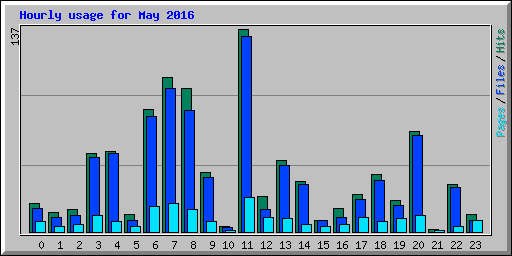 Hourly usage for May 2016
137
Pages/Files/Hits
0 1 2 3 4 5 6 7 8 9 10 11 12 13 14 15 16 17 18 19 20 21 22 23